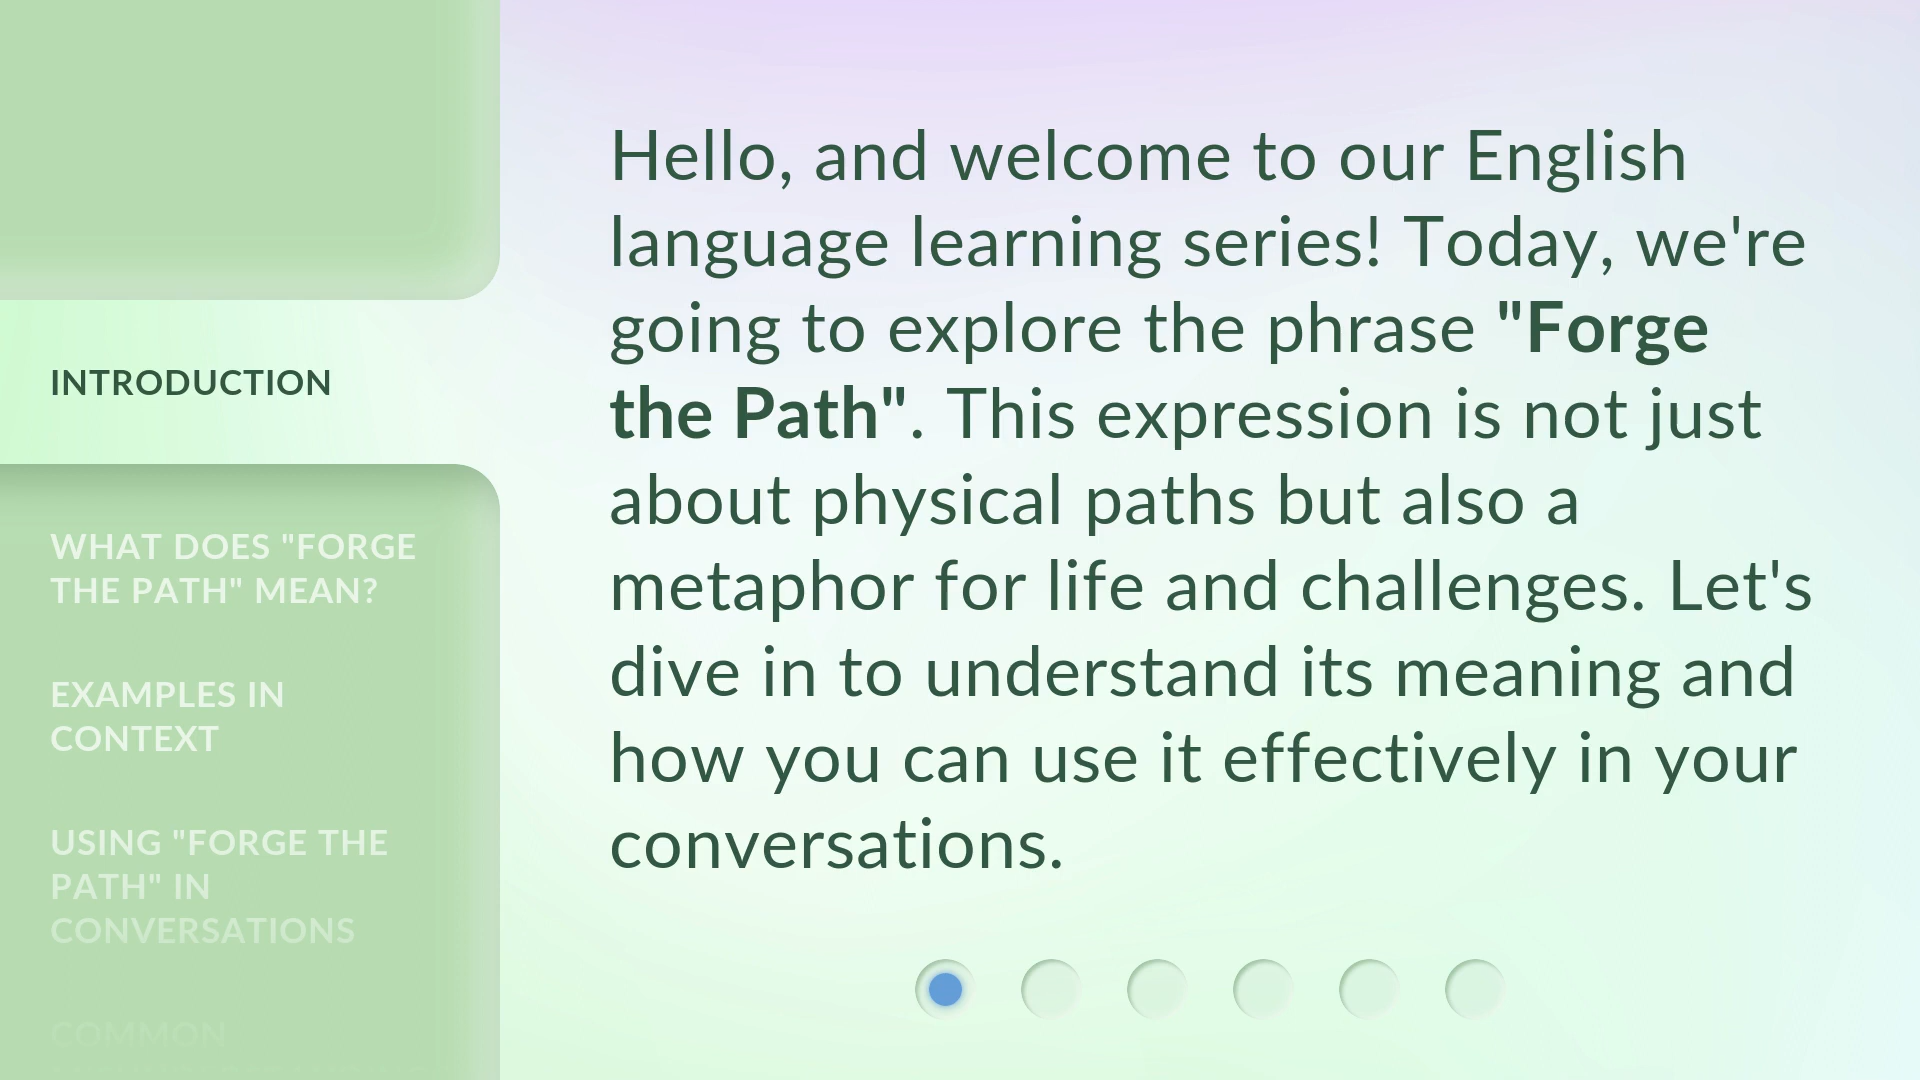 INTRODUCTION
WHAT DOES "FORGE
THE PATH" MEAN?
EXAMPLES IN
CONTEXT
USING "FORGE THE
PATH" IN
CONVERSATIONS
COMMON
Hello, and welcome to our English
language learning series! Today, we're
going to explore the phrase "Forge
the Path". This expression is not just
about physical paths but also a
metaphor for life and challenges. Let's
dive in to understand its meaning and
how you can use it effectively in your
conversations.